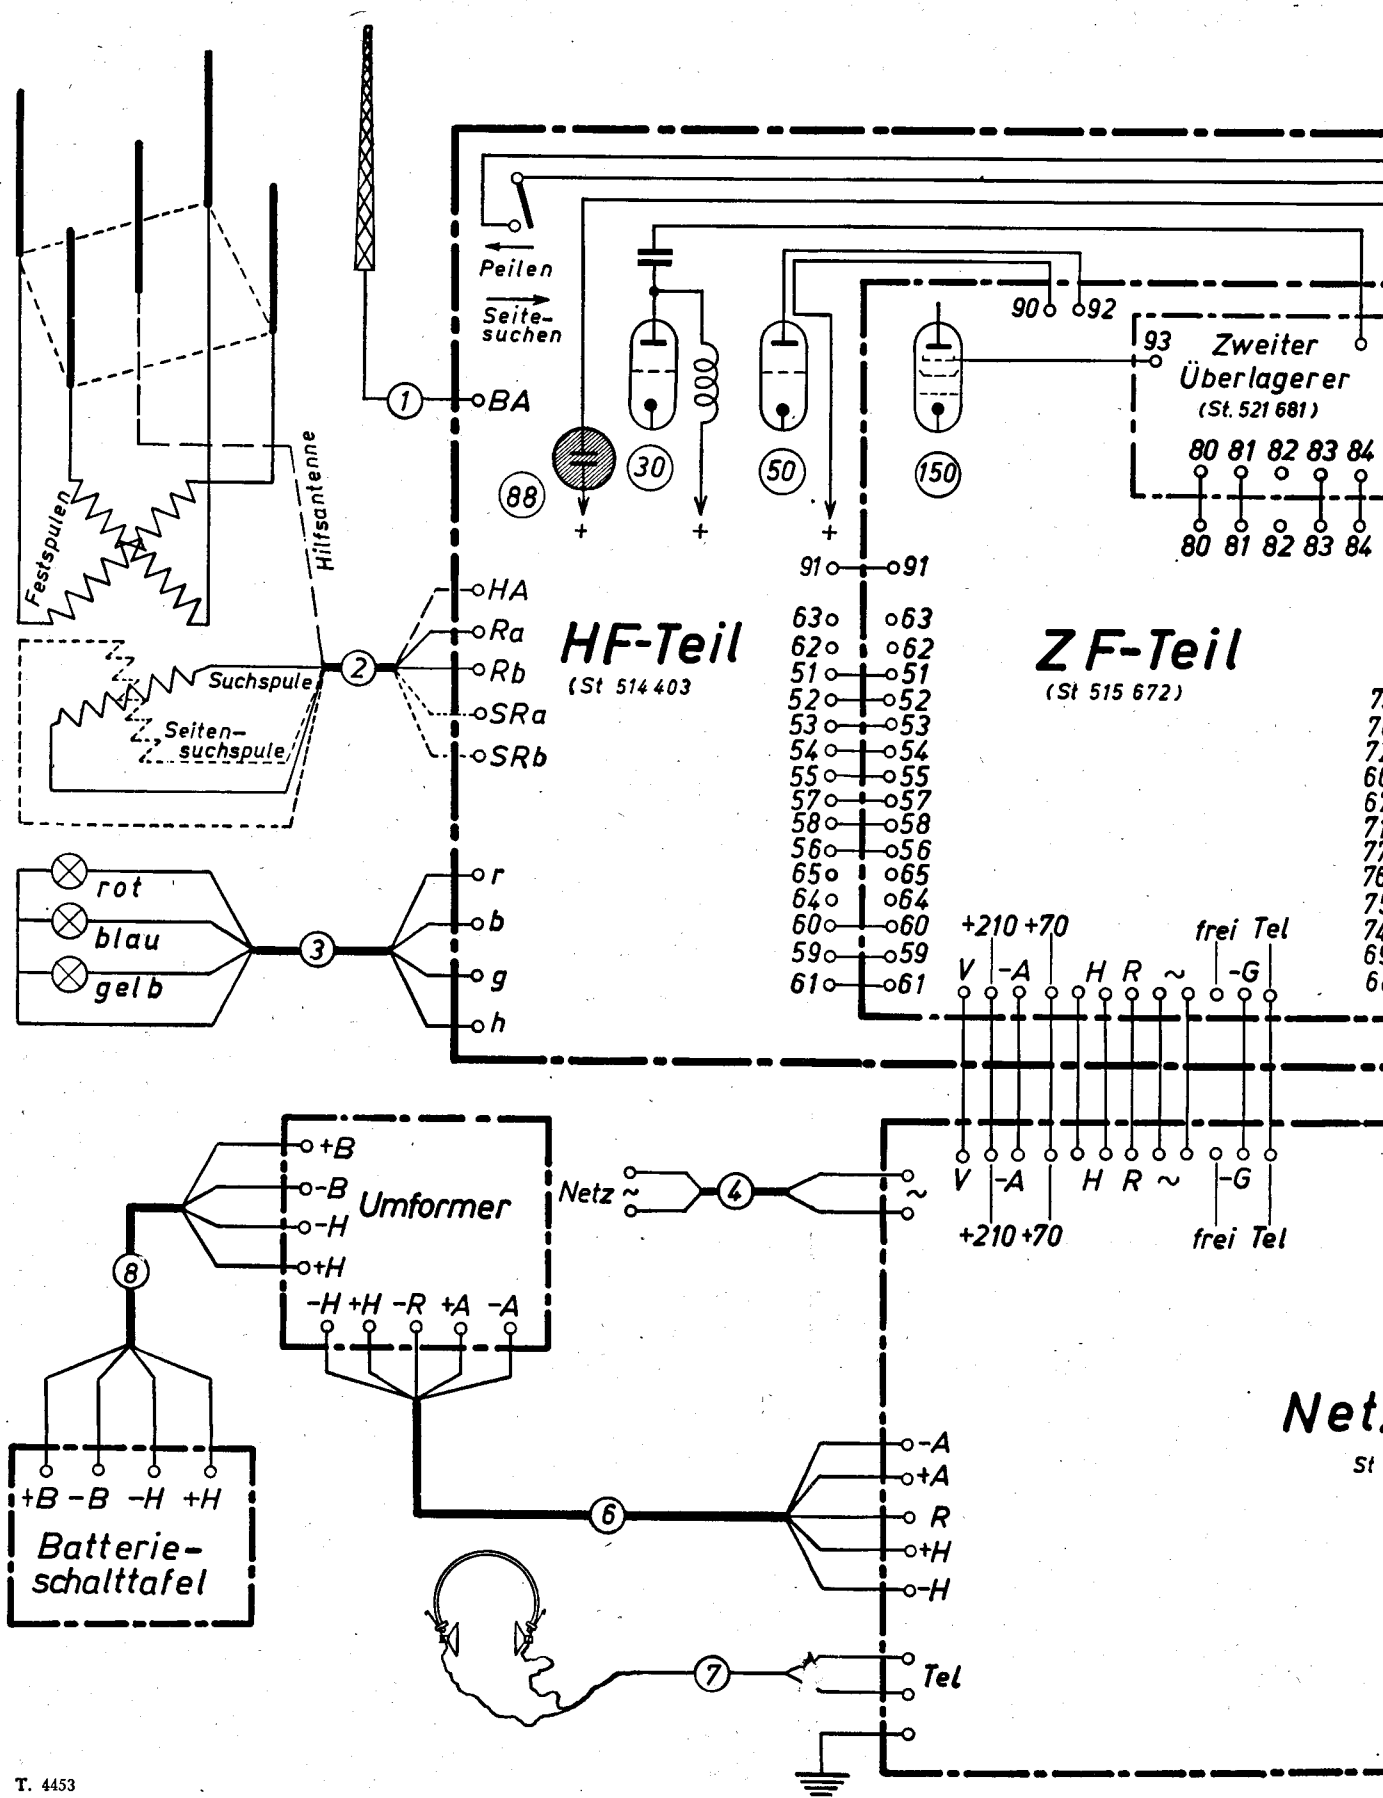 Peilen
Seite-
suchen
90 92
93
Zweiter
Überlagerer
(St. 521 681)
80 81 82 83 84
80 81 82 83 84
1
BA
88
30
50
150
+
+
+
Festspulen
Hilfsantenne
HA
Ra
Rb
SRa
SRb
2
Suchspule
Seiten-
suchspule
HF-Teil
(St 514 403
ZF-Teil
(St 515 672)
91 91
63 63
62 62
51 51
52 52
53 53
54 54
55 55
57 57
58 58
56 56
65 65
64 64
60 60
59 59
61 61
rot
blau
gelb
3
r
b
g
h
+210 +70 frei Tel
V -A H R ~ -G
V -A H R ~ -G
+210 +70 frei Tel
+B
-B
-H
+H
Umformer
-H +H -R +A -A
Netz ~
4
~
8
+B -B -H +H
Batterie-
schalttafel
6
-A
+A
R
+H
-H
Net
St
7
Tel
T. 4453